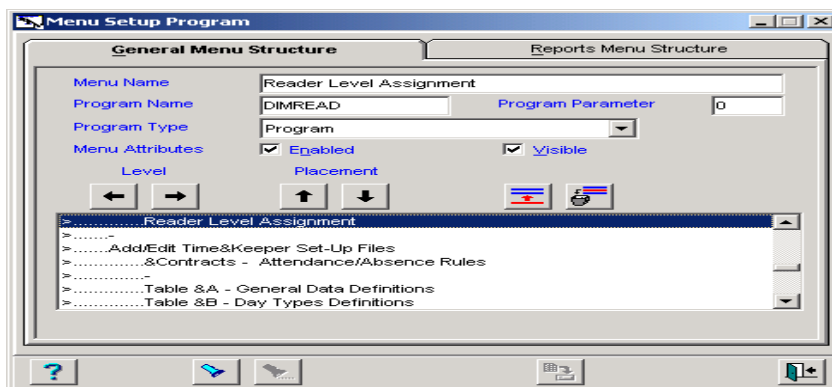 Menu Setup Program
General Menu Structure Reports Menu Structure
Menu Name Reader Level Assignment
Program Name DIMREAD Program Parameter 0
Program Type Program
Menu Attributes Enabled Visible
Level Placement
>.............Reader Level Assignment
>......-
>......Add/Edit Time&Keeper Set-Up Files
>.............&Contracts - Attendance/Absence Rules
>.............-
>.............Table &A - General Data Definitions
>.............Table &B - Day Types Definitions
?